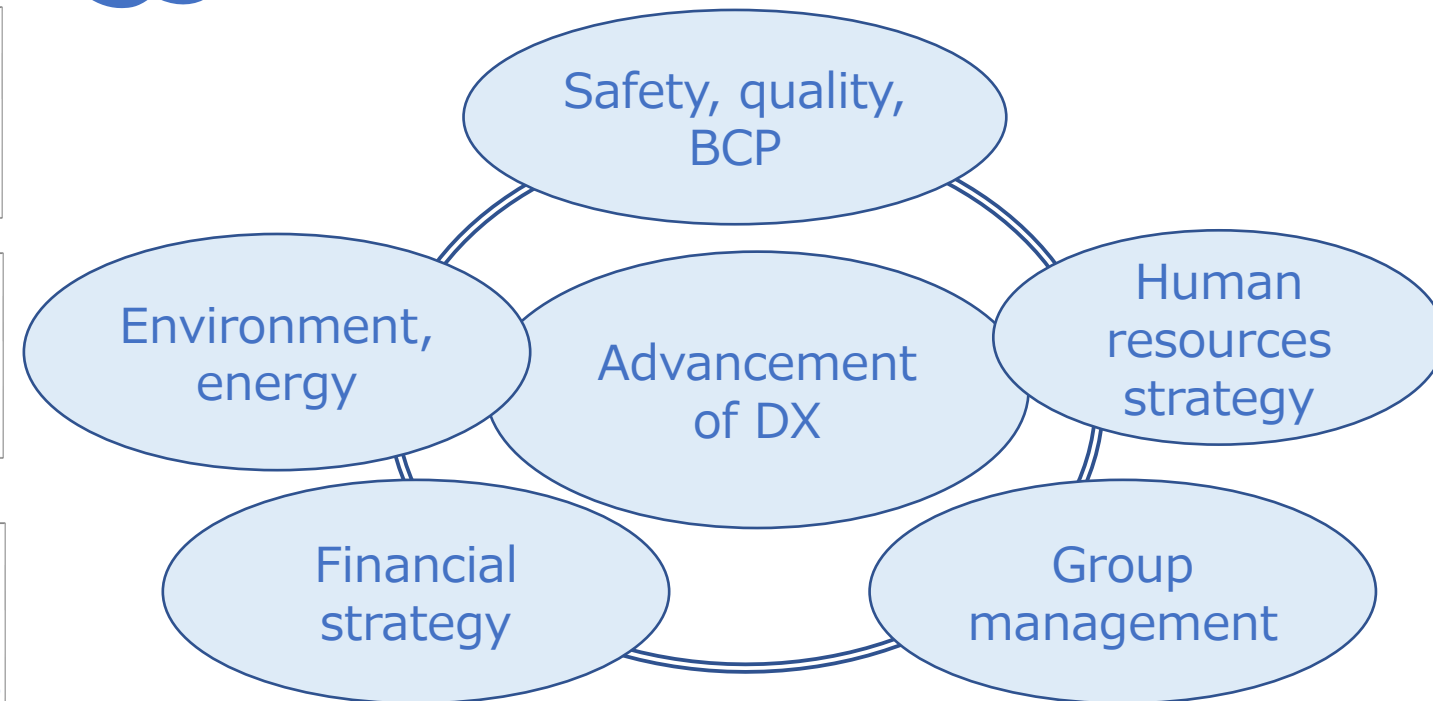 Safety, quality,
BCP
Environment,
energy
Advancement
of DX
Human
resources
strategy
Financial
strategy
Group
management